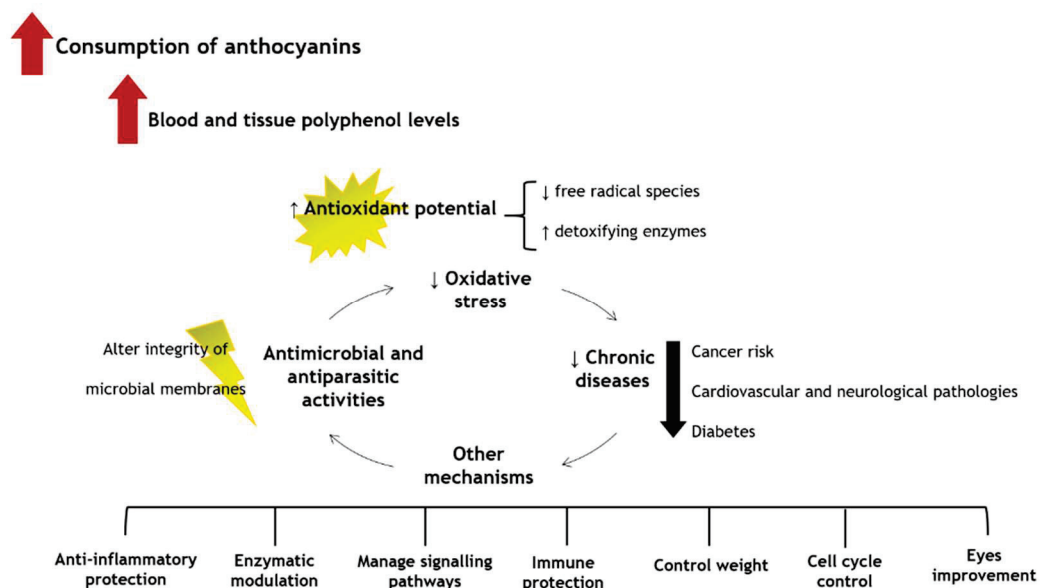 Consumption of anthocyanins
Blood and tissue polyphenol levels
↑ Antioxidant potential
↓ free radical species
↑ detoxifying enzymes
↓ Oxidative
stress
Alter integrity of
microbial membranes
Antimicrobial and
antiparasitic
activities
↓ Chronic
diseases
Cancer risk
Cardiovascular and neurological pathologies
Diabetes
Other
mechanisms
Anti-inflammatory
protection
Enzymatic
modulation
Manage signalling
pathways
Immune
protection
Control weight
Cell cycle
control
Eyes
improvement